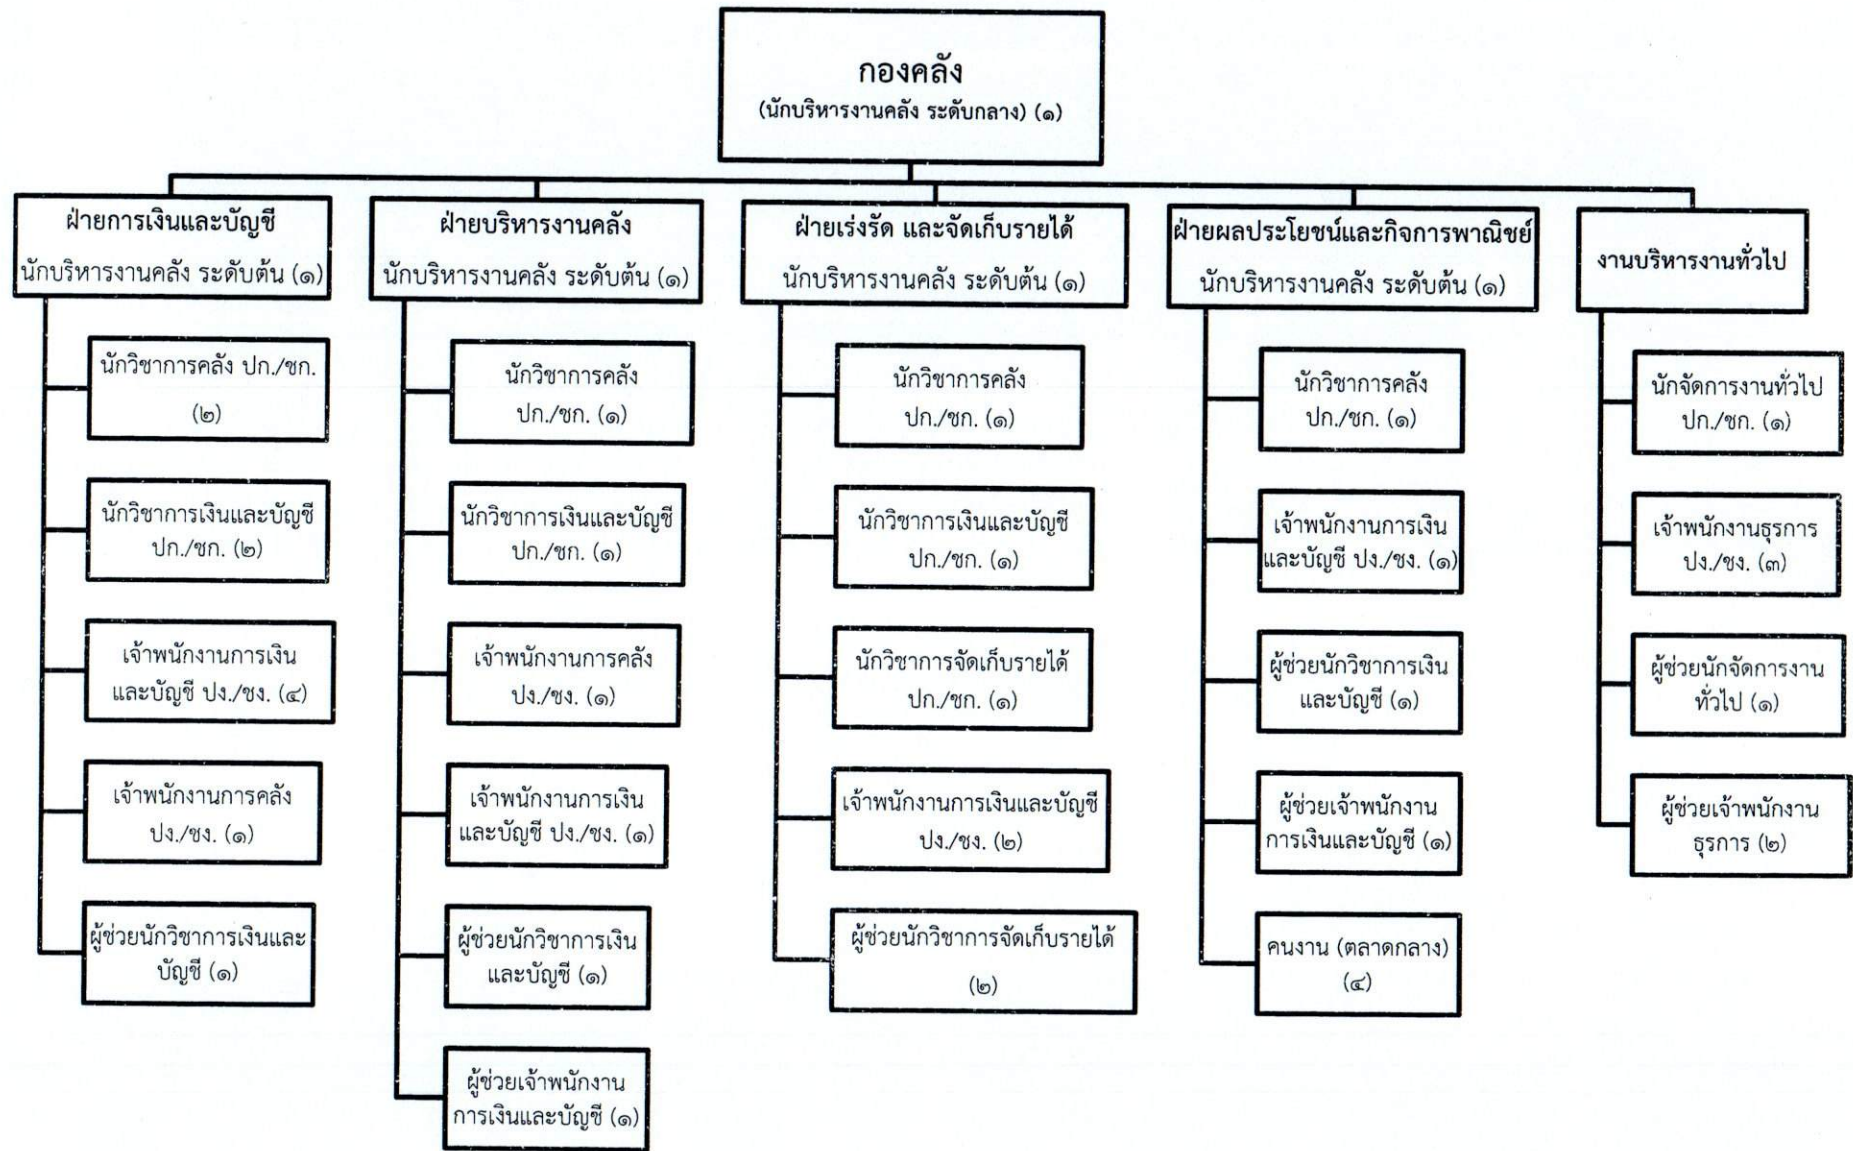 กองคลัง
(นักบริหารงานคลัง ระดับกลาง) (๑)
ฝ่ายการเงินและบัญชี
นักบริหารงานคลัง ระดับต้น (๑)
นักวิชาการคลัง ปก./ชก.
(๒)
นักวิชาการเงินและบัญชี
ปก./ชก. (๒)
เจ้าพนักงานการเงิน
และบัญชี ปง./ชง. (๔)
เจ้าพนักงานการคลัง
ปง./ชง. (๑)
ผู้ช่วยนักวิชาการเงินและ
บัญชี (๑)
ฝ่ายบริหารงานคลัง
นักบริหารงานคลัง ระดับต้น (๑)
นักวิชาการคลัง
ปก./ชก. (๑)
นักวิชาการเงินและบัญชี
ปก./ชก. (๑)
เจ้าพนักงานการคลัง
ปง./ชง. (๑)
เจ้าพนักงานการเงิน
และบัญชี ปง./ชง. (๑)
ผู้ช่วยนักวิชาการเงิน
และบัญชี (๑)
ผู้ช่วยเจ้าพนักงาน
การเงินและบัญชี (๑)
ฝ่ายเร่งรัด และจัดเก็บรายได้
นักบริหารงานคลัง ระดับต้น (๑)
นักวิชาการคลัง
ปก./ชก. (๑)
นักวิชาการเงินและบัญชี
ปก./ชก. (๑)
นักวิชาการจัดเก็บรายได้
ปก./ชก. (๑)
เจ้าพนักงานการเงินและบัญชี
ปง./ชง. (๒)
ผู้ช่วยนักวิชาการจัดเก็บรายได้
(๒)
ฝ่ายผลประโยชน์และกิจการพาณิชย์
นักบริหารงานคลัง ระดับต้น (๑)
นักวิชาการคลัง
ปก./ชก. (๑)
เจ้าพนักงานการเงิน
และบัญชี ปง./ชง. (๑)
ผู้ช่วยนักวิชาการเงิน
และบัญชี (๑)
ผู้ช่วยเจ้าพนักงาน
การเงินและบัญชี (๑)
คนงาน (ตลาดกลาง)
(๔)
งานบริหารงานทั่วไป
นักจัดการงานทั่วไป
ปก./ชก. (๑)
เจ้าพนักงานธุรการ
ปง./ชง. (๓)
ผู้ช่วยนักจัดการงาน
ทั่วไป (๑)
ผู้ช่วยเจ้าพนักงาน
ธุรการ (๒)